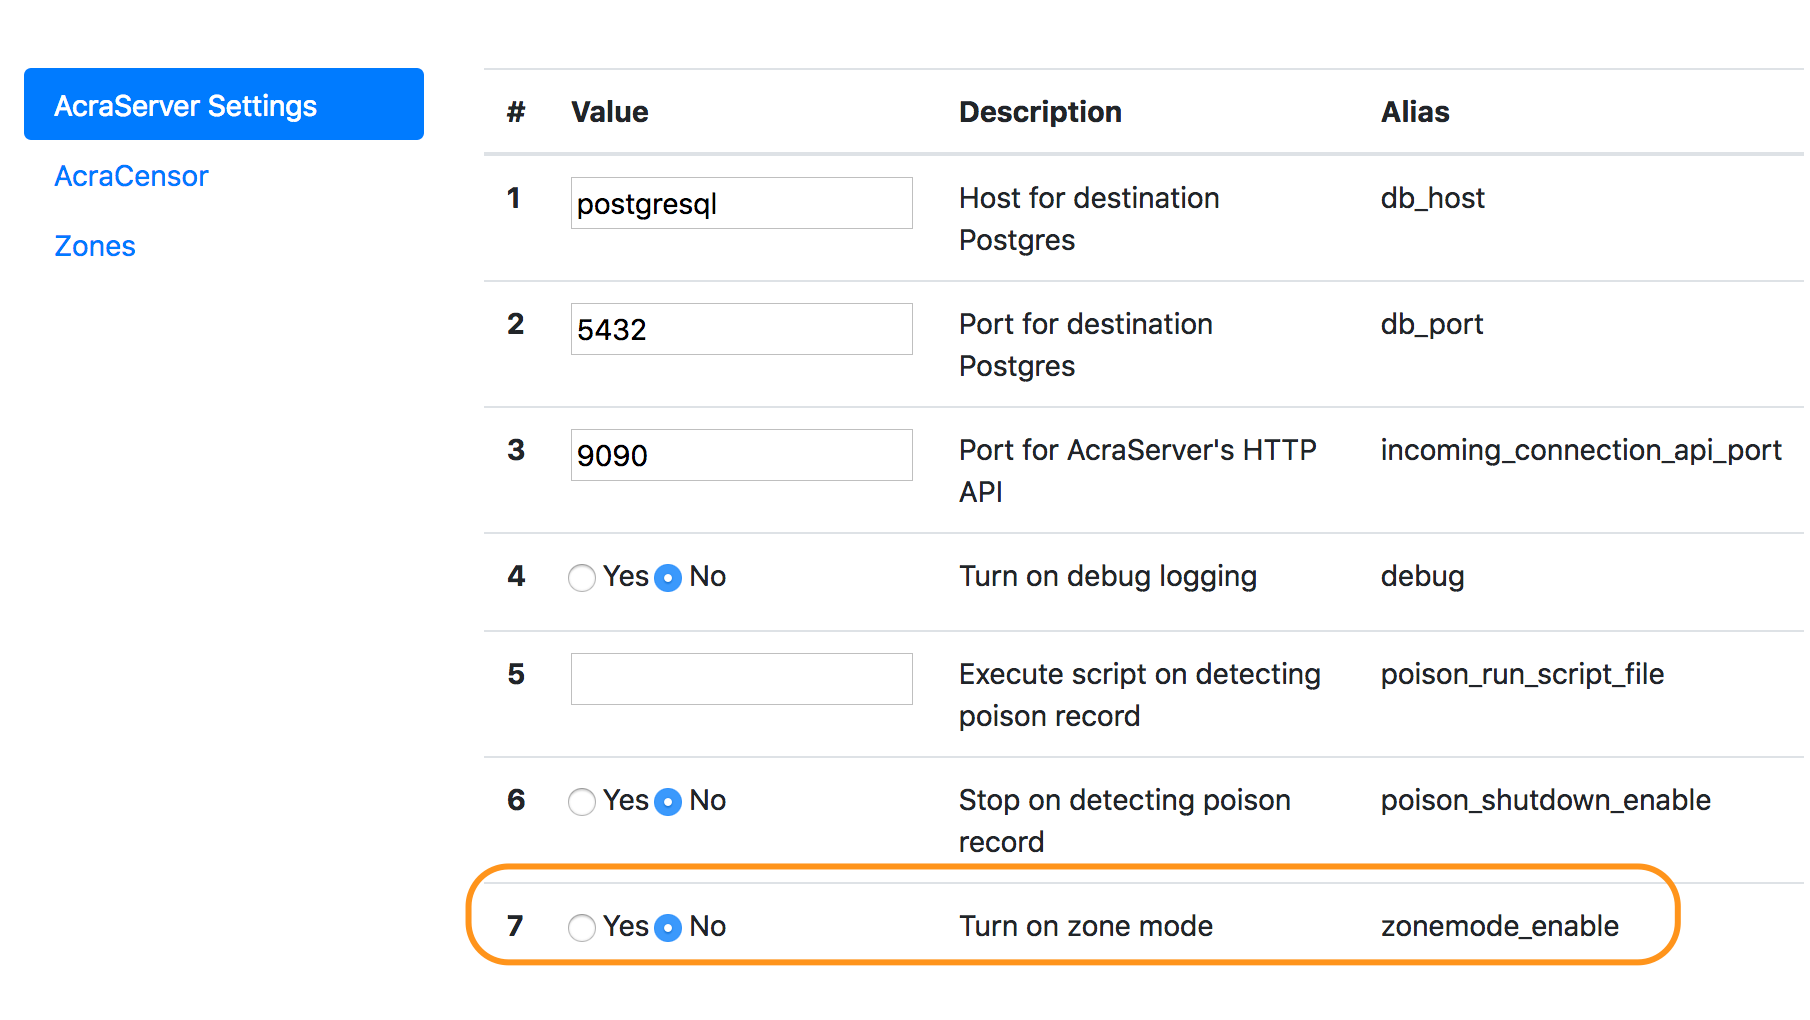 AcraServer Settings
AcraCensor
Zones
# Value Description Alias
1 postgresql Host for destination db_host
Postgres
2 5432 Port for destination db_port
Postgres
3 9090 Port for AcraServer's HTTP incoming_connection_api_port
API
4 Yes No Turn on debug logging debug
5 Execute script on detecting poison_run_script_file
poison record
6 Yes No Stop on detecting poison poison_shutdown_enable
record
7 Yes No Turn on zone mode zonemode_enable